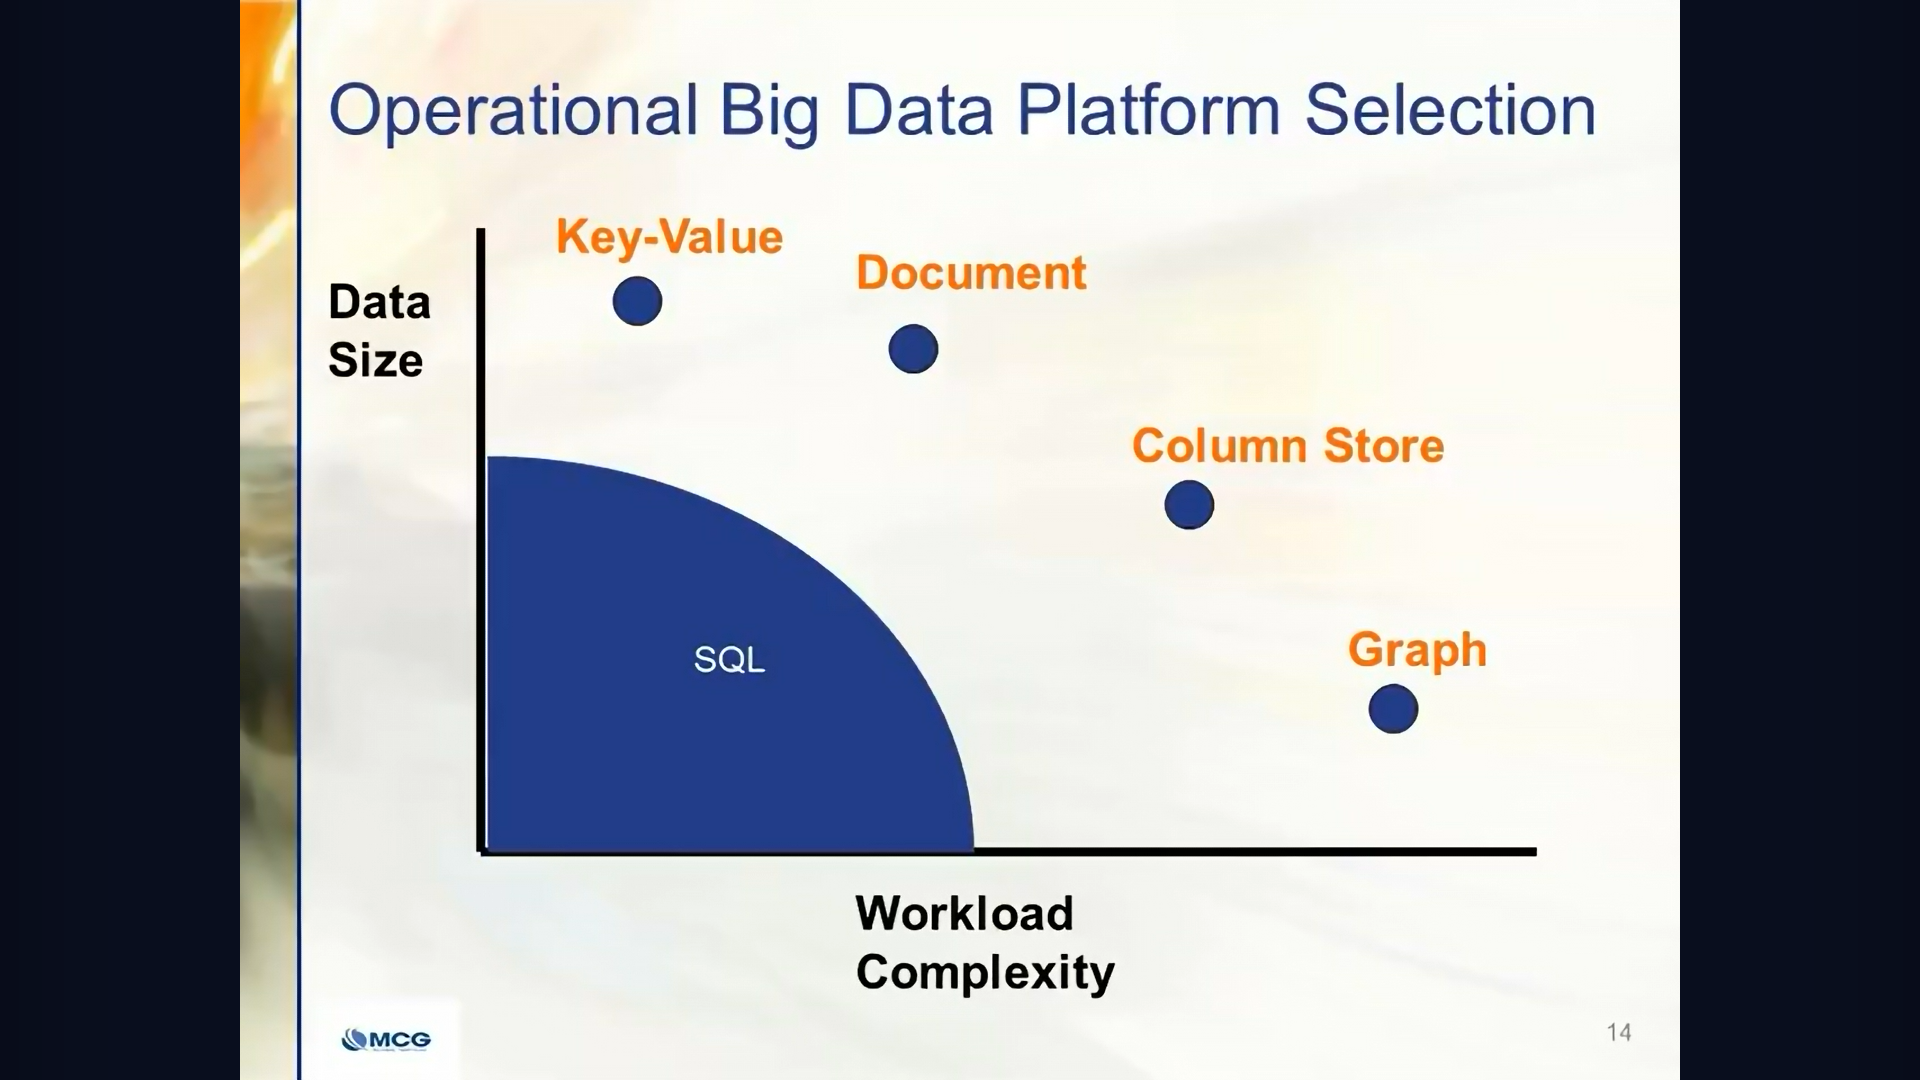 Operational Big Data Platform Selection
Key-Value
Document
Data
Size
Column Store
SQL
Graph
Workload
Complexity
MCG
14